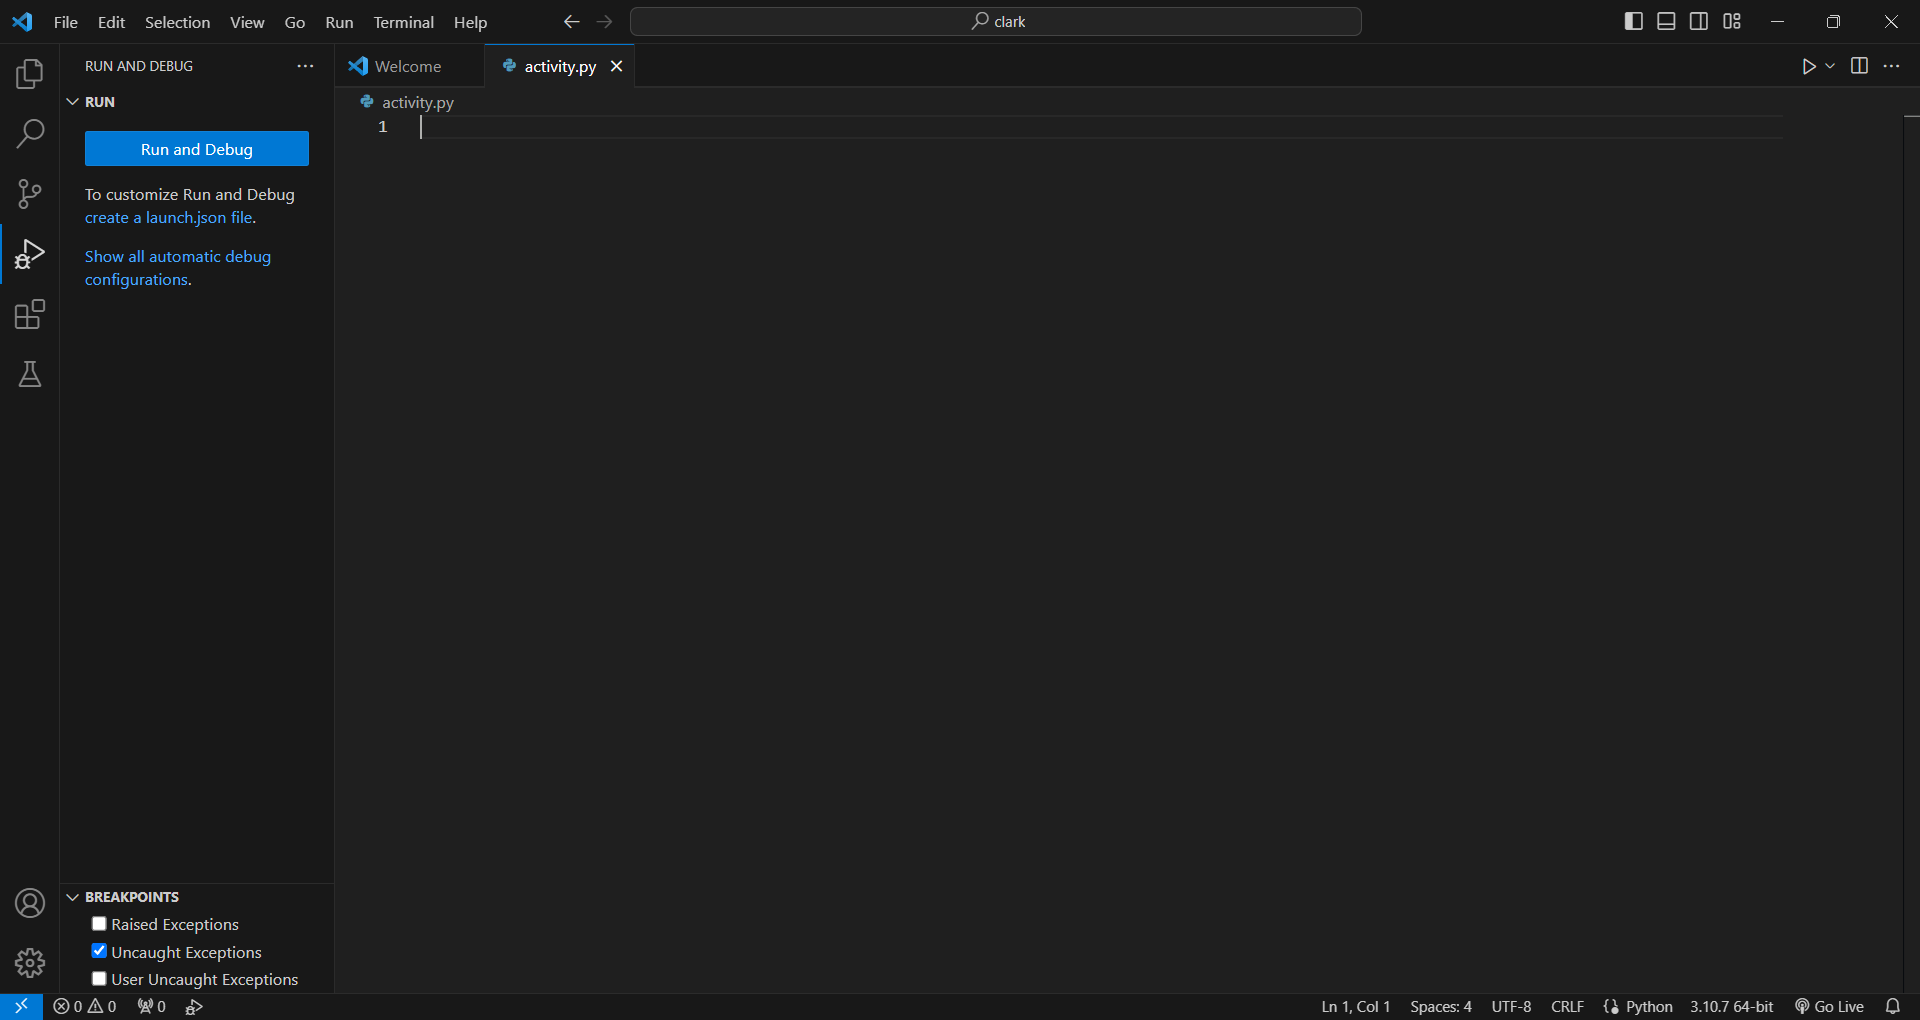 File Edit Selection View Go Run Terminal Help
clark
RUN AND DEBUG
Welcome
activity.py
RUN
activity.py
1
Run and Debug
To customize Run and Debug
create a launch.json file.
Show all automatic debug
configurations.
BREAKPOINTS
Raised Exceptions
Uncaught Exceptions
User Uncaught Exceptions
0 0 0
Ln 1, Col 1 Spaces: 4 UTF-8 CRLF Python 3.10.7 64-bit Go Live